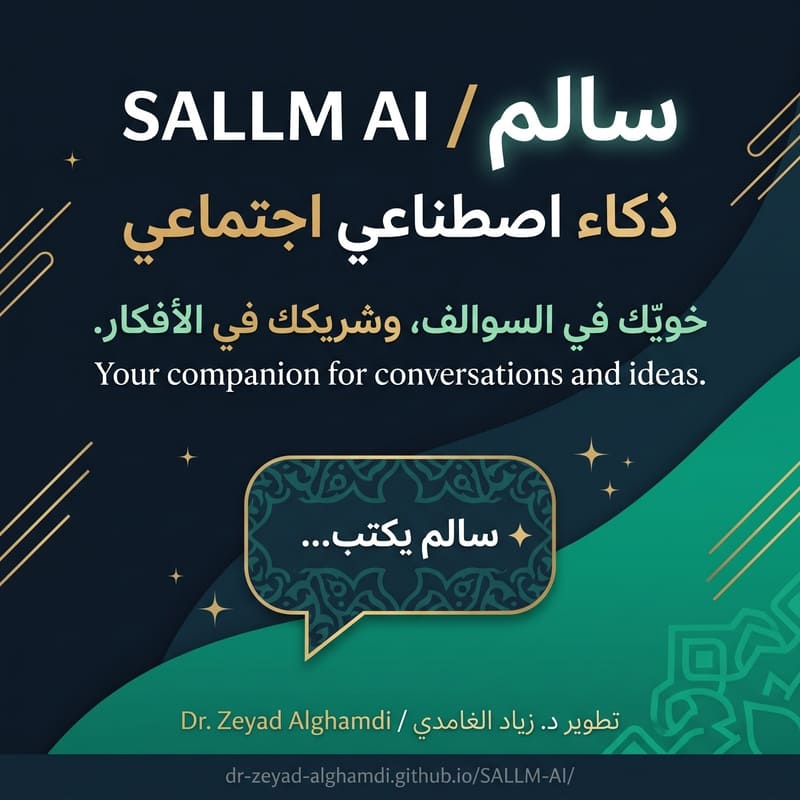 سالم / SALLM AI
ذكاء اصطناعي اجتماعي
خويّك في السوالف، وشريكك في الأفكار.
Your companion for conversations and ideas.
سالم يكتب...
تطوير د. زياد الغامدي / Dr. Zeyad Alghamdi
dr-zeyad-alghamdi.github.io/SALLM-AI/